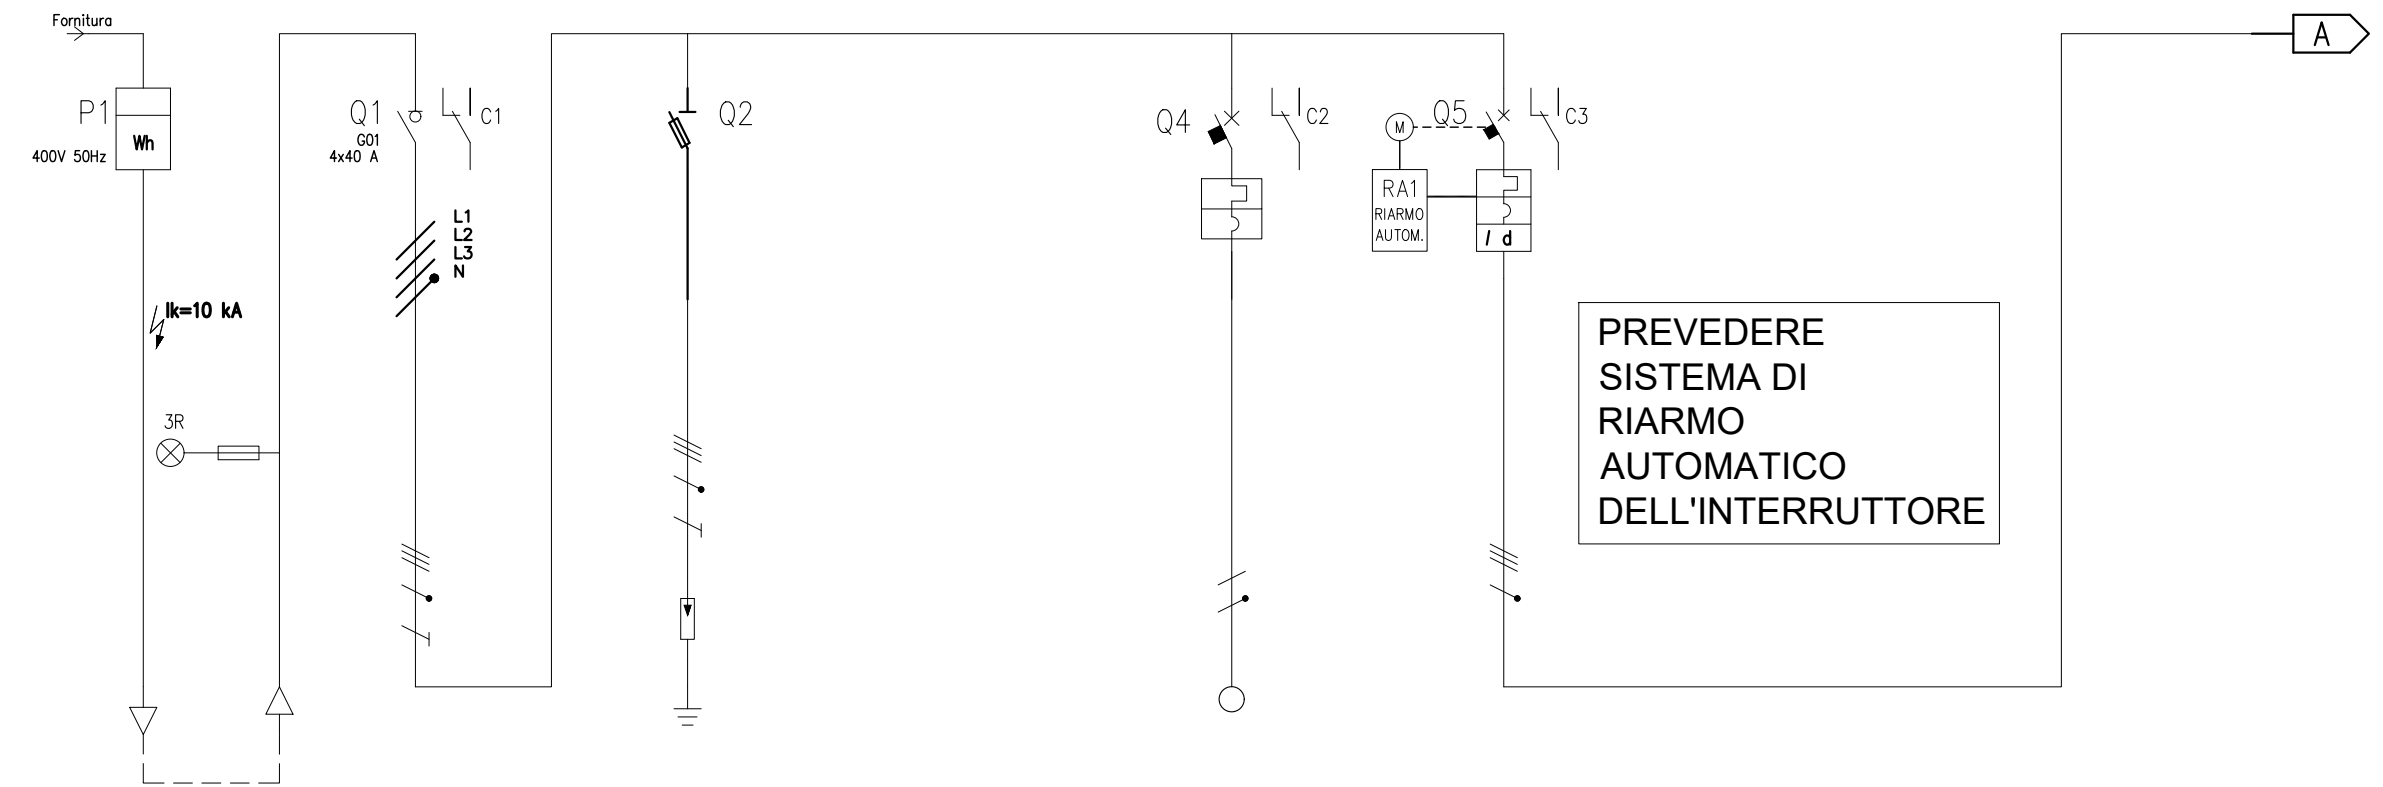 Fornitura
A
P1
400V 50Hz
Wh
Q1
G01
4x40 A
C1
Q2
Q4
C2
Q5
C3
M
RA1
RIARMO
AUTOM.
I d
L1
L2
L3
N
Ik=10 kA
3R
PREVEDERE
SISTEMA DI
RIARMO
AUTOMATICO
DELL'INTERRUTTORE